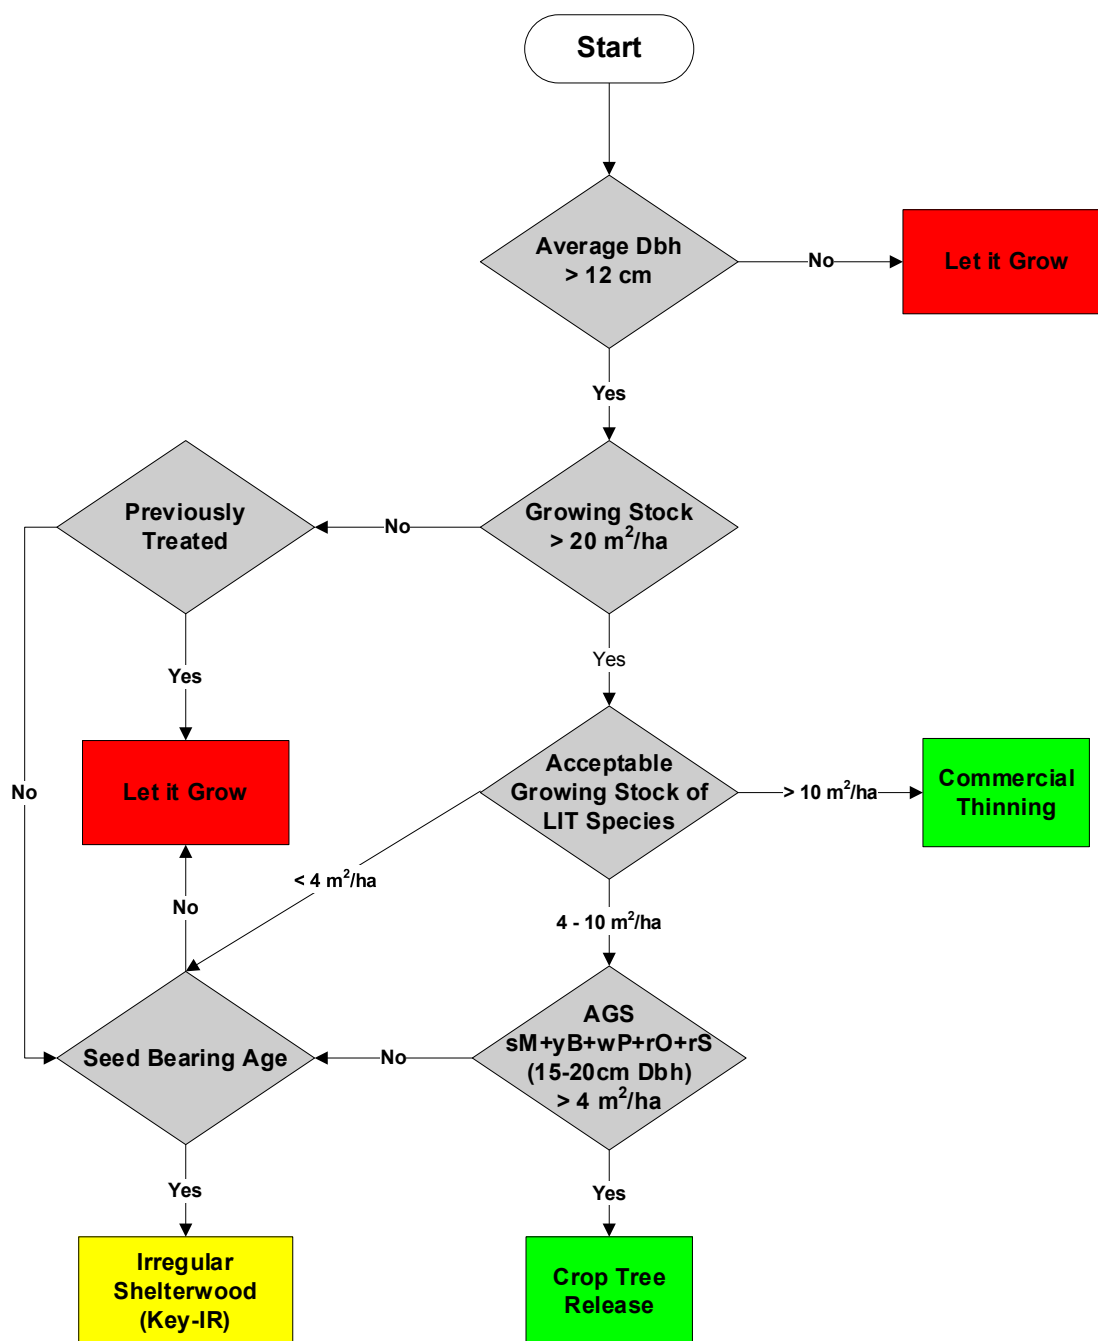 Start
Average Dbh
> 12 cm
No
Let it Grow
Yes
Previously
Treated
No
Growing Stock
> 20 m²/ha
Yes
Yes
Let it Grow
No
Acceptable
Growing Stock of
LIT Species
> 10 m²/ha
Commercial
Thinning
< 4 m²/ha
No
4 - 10 m²/ha
Seed Bearing Age
No
AGS
sM+yB+wP+rO+rS
(15-20cm Dbh)
> 4 m²/ha
Yes
Yes
Irregular
Shelterwood
(Key-IR)
Crop Tree
Release